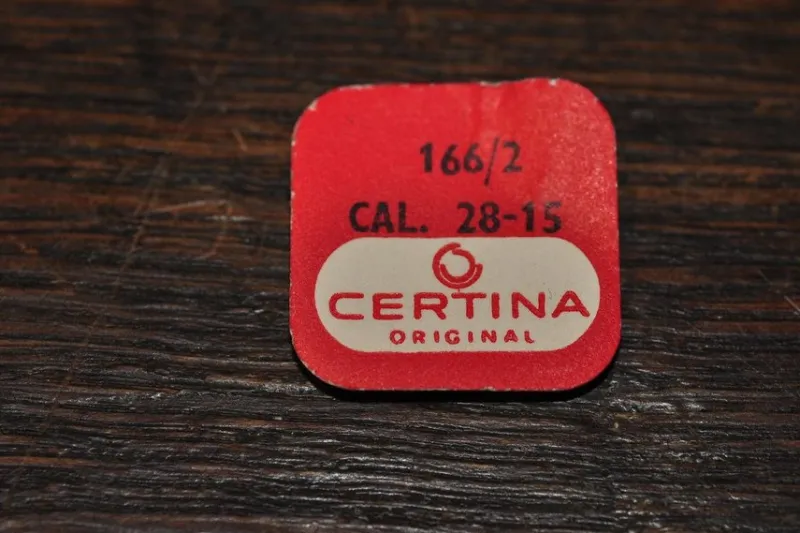 166/2
CAL. 28-15
CERTINA
ORIGINAL